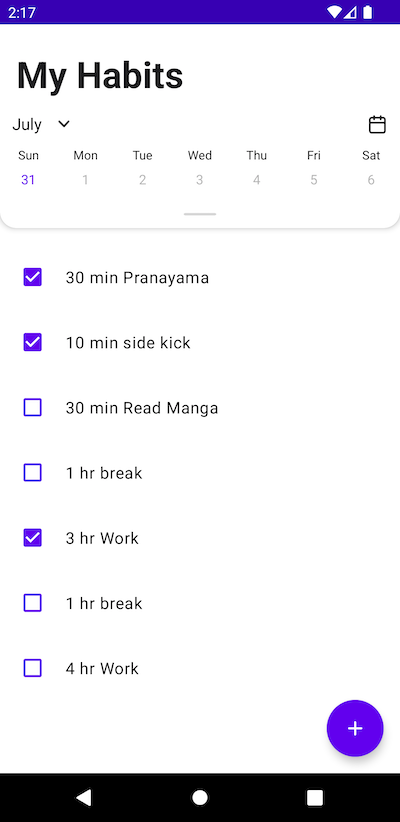 2:17
My Habits
July
Sun Mon Tue Wed Thu Fri Sat
31 1 2 3 4 5 6
30 min Pranayama
10 min side kick
30 min Read Manga
1 hr break
3 hr Work
1 hr break
4 hr Work